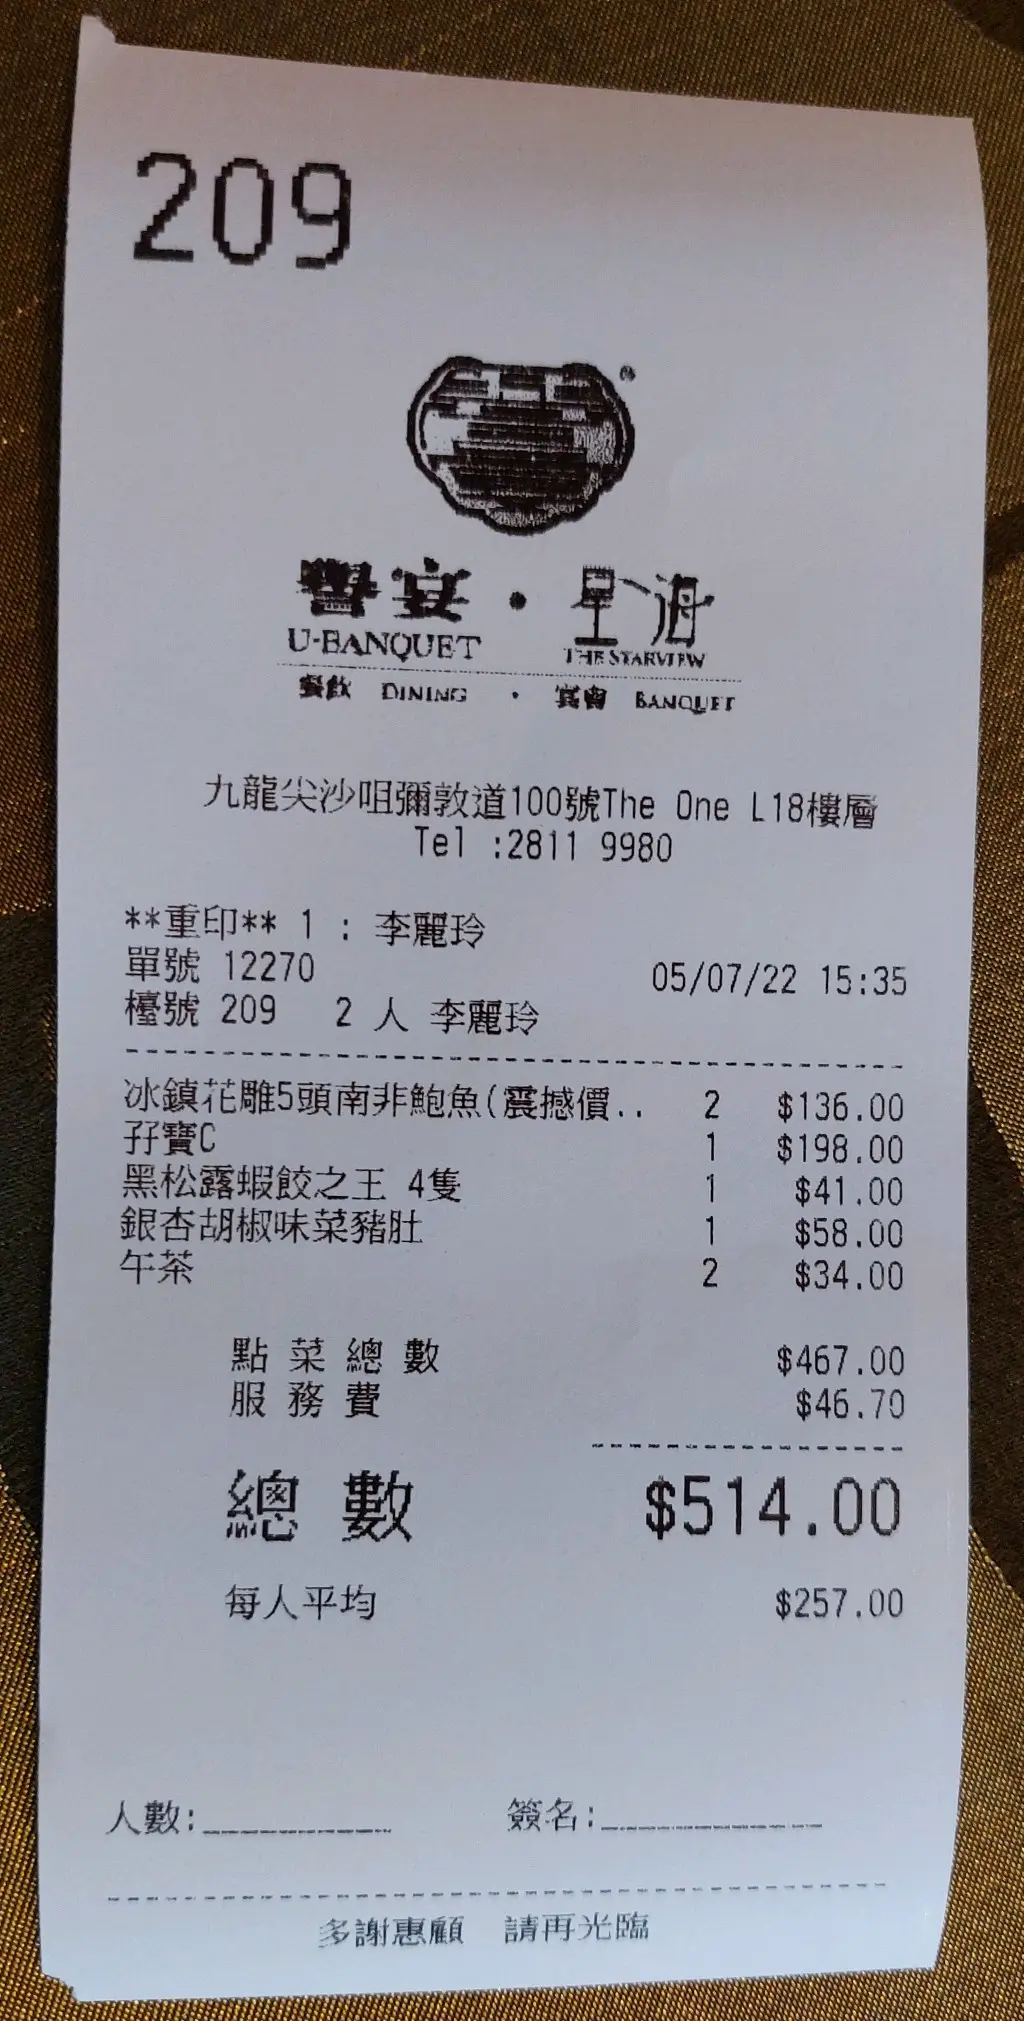 209
譽宴・星海
U-BANQUET THE STARVIEW
餐飲 DINING ・ 宴會 BANQUET
九龍尖沙咀彌敦道100號The One L18樓層
Tel :2811 9980
**重印** 1 : 李麗玲
單號 12270 05/07/22 15:35
檯號 209 2 人 李麗玲
冰鎮花雕5頭南非鮑魚(震撼價.. 2 $136.00
孖寶C 1 $198.00
黑松露蝦餃之王 4隻 1 $41.00
銀杏胡椒味菜豬肚 1 $58.00
午茶 2 $34.00
點菜總數 $467.00
服務費 $46.70
總數 $514.00
每人平均 $257.00
人數: 簽名:
多謝惠顧 請再光臨